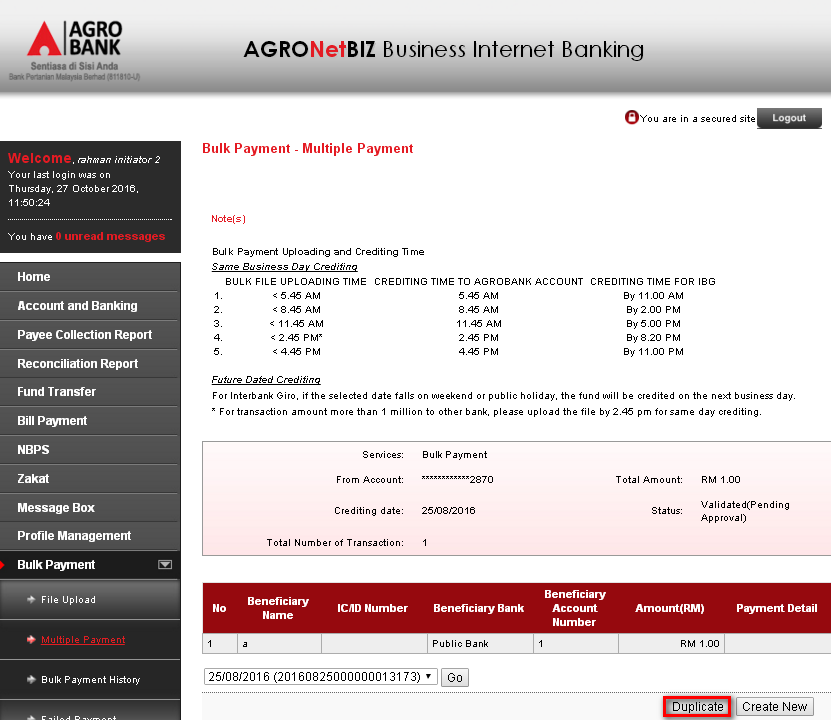 AGRO
BANK
Sentiasa di Sisi Anda
Bank Pertanian Malaysia Berhad (811810-U)
AGRONetBIZ Business Internet Banking
You are in a secured site
Logout
Welcome, rahman initiator 2
Your last login was on
Thursday, 27 October 2016,
11:50:24
You have 0 unread messages
Home
Account and Banking
Payee Collection Report
Reconciliation Report
Fund Transfer
Bill Payment
NBPS
Zakat
Message Box
Profile Management
Bulk Payment
File Upload
Multiple Payment
Bulk Payment History
Failed Payment
Bulk Payment - Multiple Payment
Note(s)
Bulk Payment Uploading and Crediting Time
Same Business Day Crediting
BULK FILE UPLOADING TIME CREDITING TIME TO AGROBANK ACCOUNT CREDITING TIME FOR IBG
1. < 5.45 AM 5.45 AM By 11.00 AM
2. < 8.45 AM 8.45 AM By 2.00 PM
3. < 11.45 AM 11.45 AM By 5.00 PM
4. < 2.45 PM* 2.45 PM By 8.20 PM
5. < 4.45 PM 4.45 PM By 11.00 PM
Future Dated Crediting
For Interbank Giro, if the selected date falls on weekend or public holiday, the fund will be credited on the next business day.
* For transaction amount more than 1 million to other bank, please upload the file by 2.45 pm for same day crediting.
Services: Bulk Payment
From Account: ************2870 Total Amount: RM 1.00
Crediting date: 25/08/2016 Status: Validated(Pending
Approval)
Total Number of Transaction: 1
No Beneficiary Name IC/ID Number Beneficiary Bank Beneficiary Account Number Amount(RM) Payment Detail
1 a Public Bank 1 RM 1.00
25/08/2016 (20160825000000013173) Go
Duplicate Create New